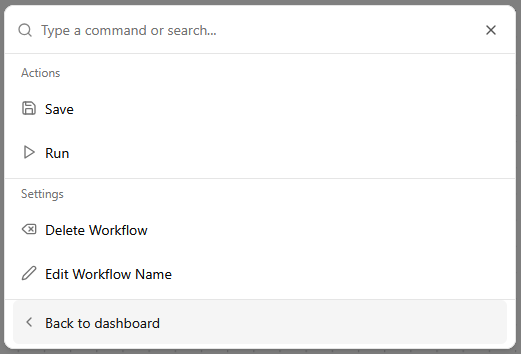 Type a command or search...
Actions
Save
Run
Settings
Delete Workflow
Edit Workflow Name
Back to dashboard